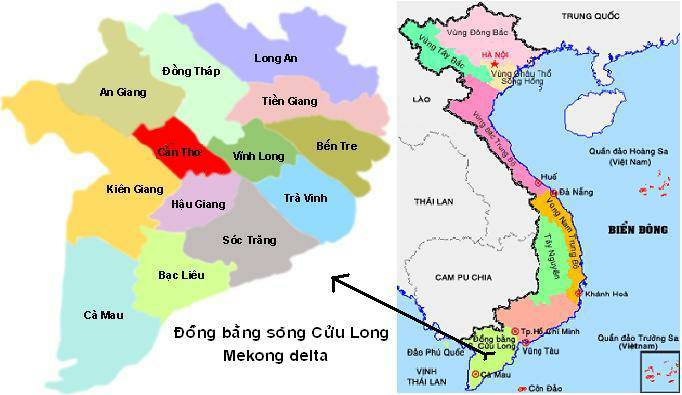 Long An
Đồng Tháp
An Giang
Tiền Giang
Cần Thơ
Vĩnh Long
Bến Tre
Kiên Giang
Hậu Giang
Trà Vinh
Sóc Trăng
Bạc Liêu
Cà Mau
Đồng bằng sông Cửu Long
Mekong delta
TRUNG QUỐC
Vùng Đông Bắc
Vùng Tây Bắc
HÀ NỘI
Vùng Châu Thổ
Sông Hồng
LÀO
Vùng Bắc Trung Bộ
Quần đảo Hoàng Sa
(Việt Nam)
Huế
Đà Nẵng
THÁI LAN
Vùng Nam Trung Bộ
BIỂN ĐÔNG
Tây Nguyên
CAM PU CHIA
Khánh Hoà
Tp. Hồ Chí Minh
Đồng bằng
Cửu Long
Vũng Tàu
Quần đảo Trường Sa
(Việtnam)
Đảo Phú Quốc
VỊNH
THÁI LAN
Cà Mau
Côn Đảo